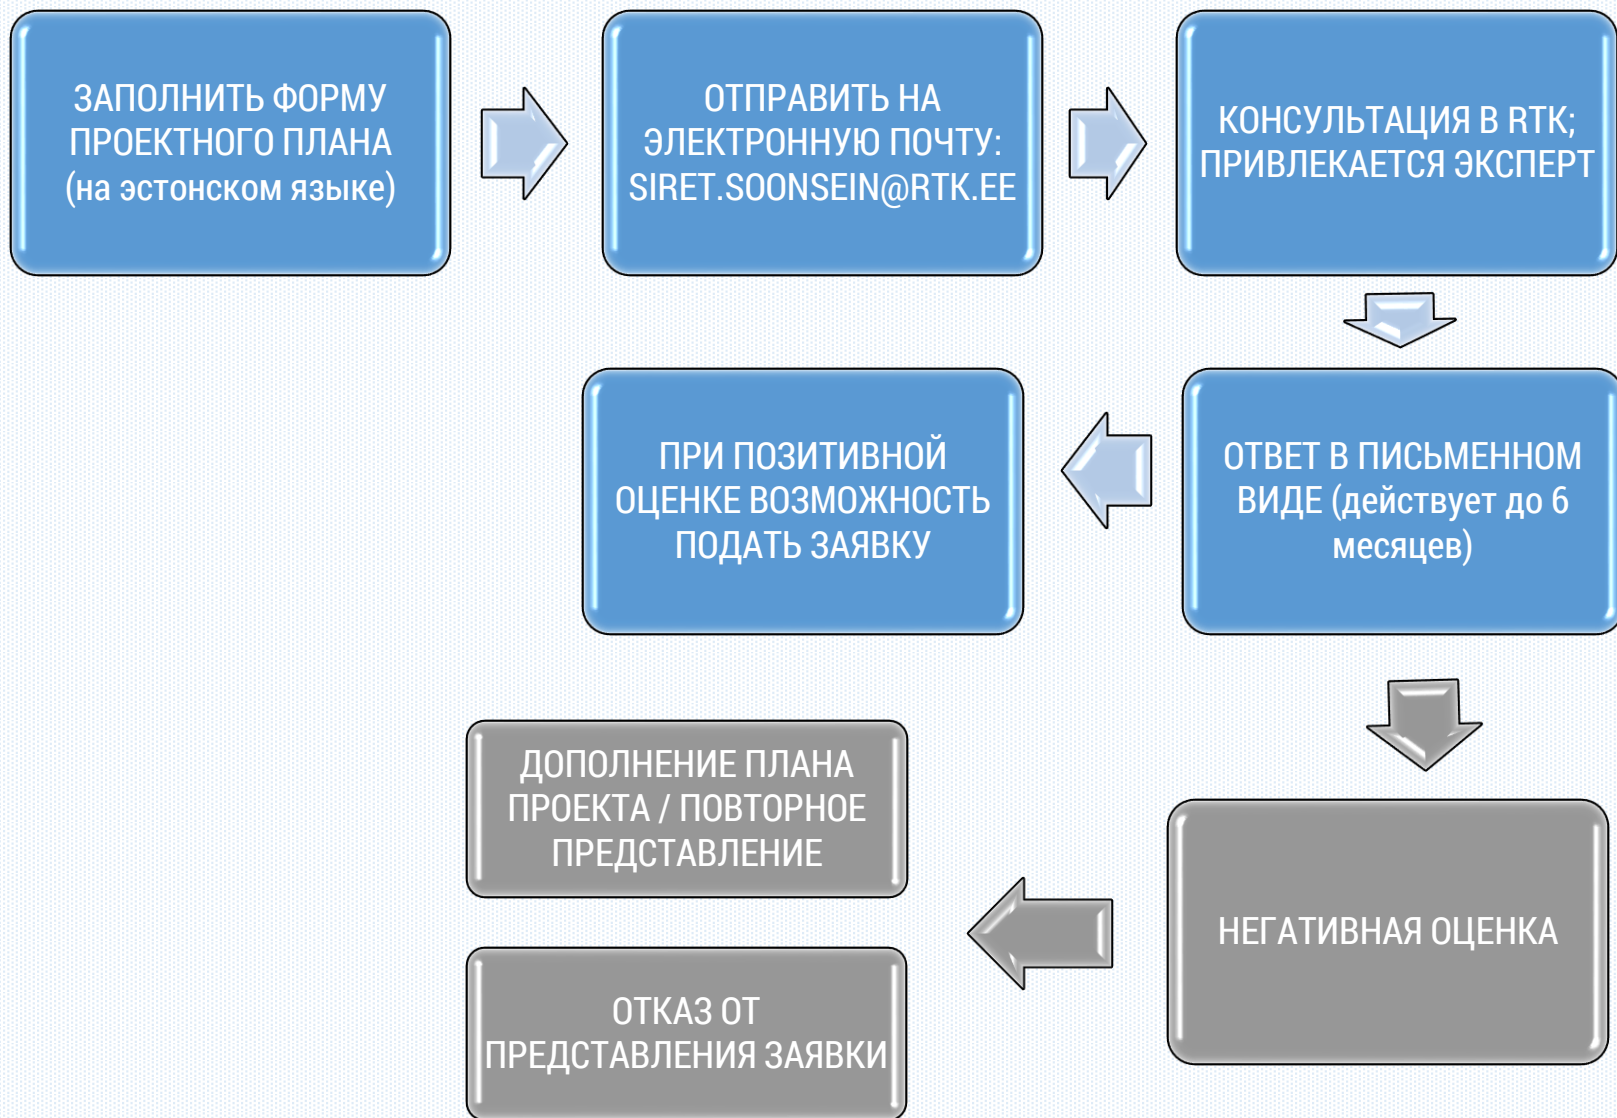 ЗАПОЛНИТЬ ФОРМУ
ПРОЕКТНОГО ПЛАНА
(на эстонском языке)
ОТПРАВИТЬ НА
ЭЛЕКТРОННУЮ ПОЧТУ:
SIRET.SOONSEIN@RTK.EE
КОНСУЛЬТАЦИЯ В RTK;
ПРИВЛЕКАЕТСЯ ЭКСПЕРТ
ОТВЕТ В ПИСЬМЕННОМ
ВИДЕ (действует до 6
месяцев)
ПРИ ПОЗИТИВНОЙ
ОЦЕНКЕ ВОЗМОЖНОСТЬ
ПОДАТЬ ЗАЯВКУ
НЕГАТИВНАЯ ОЦЕНКА
ДОПОЛНЕНИЕ ПЛАНА
ПРОЕКТА / ПОВТОРНОЕ
ПРЕДСТАВЛЕНИЕ
ОТКАЗ ОТ
ПРЕДСТАВЛЕНИЯ ЗАЯВКИ